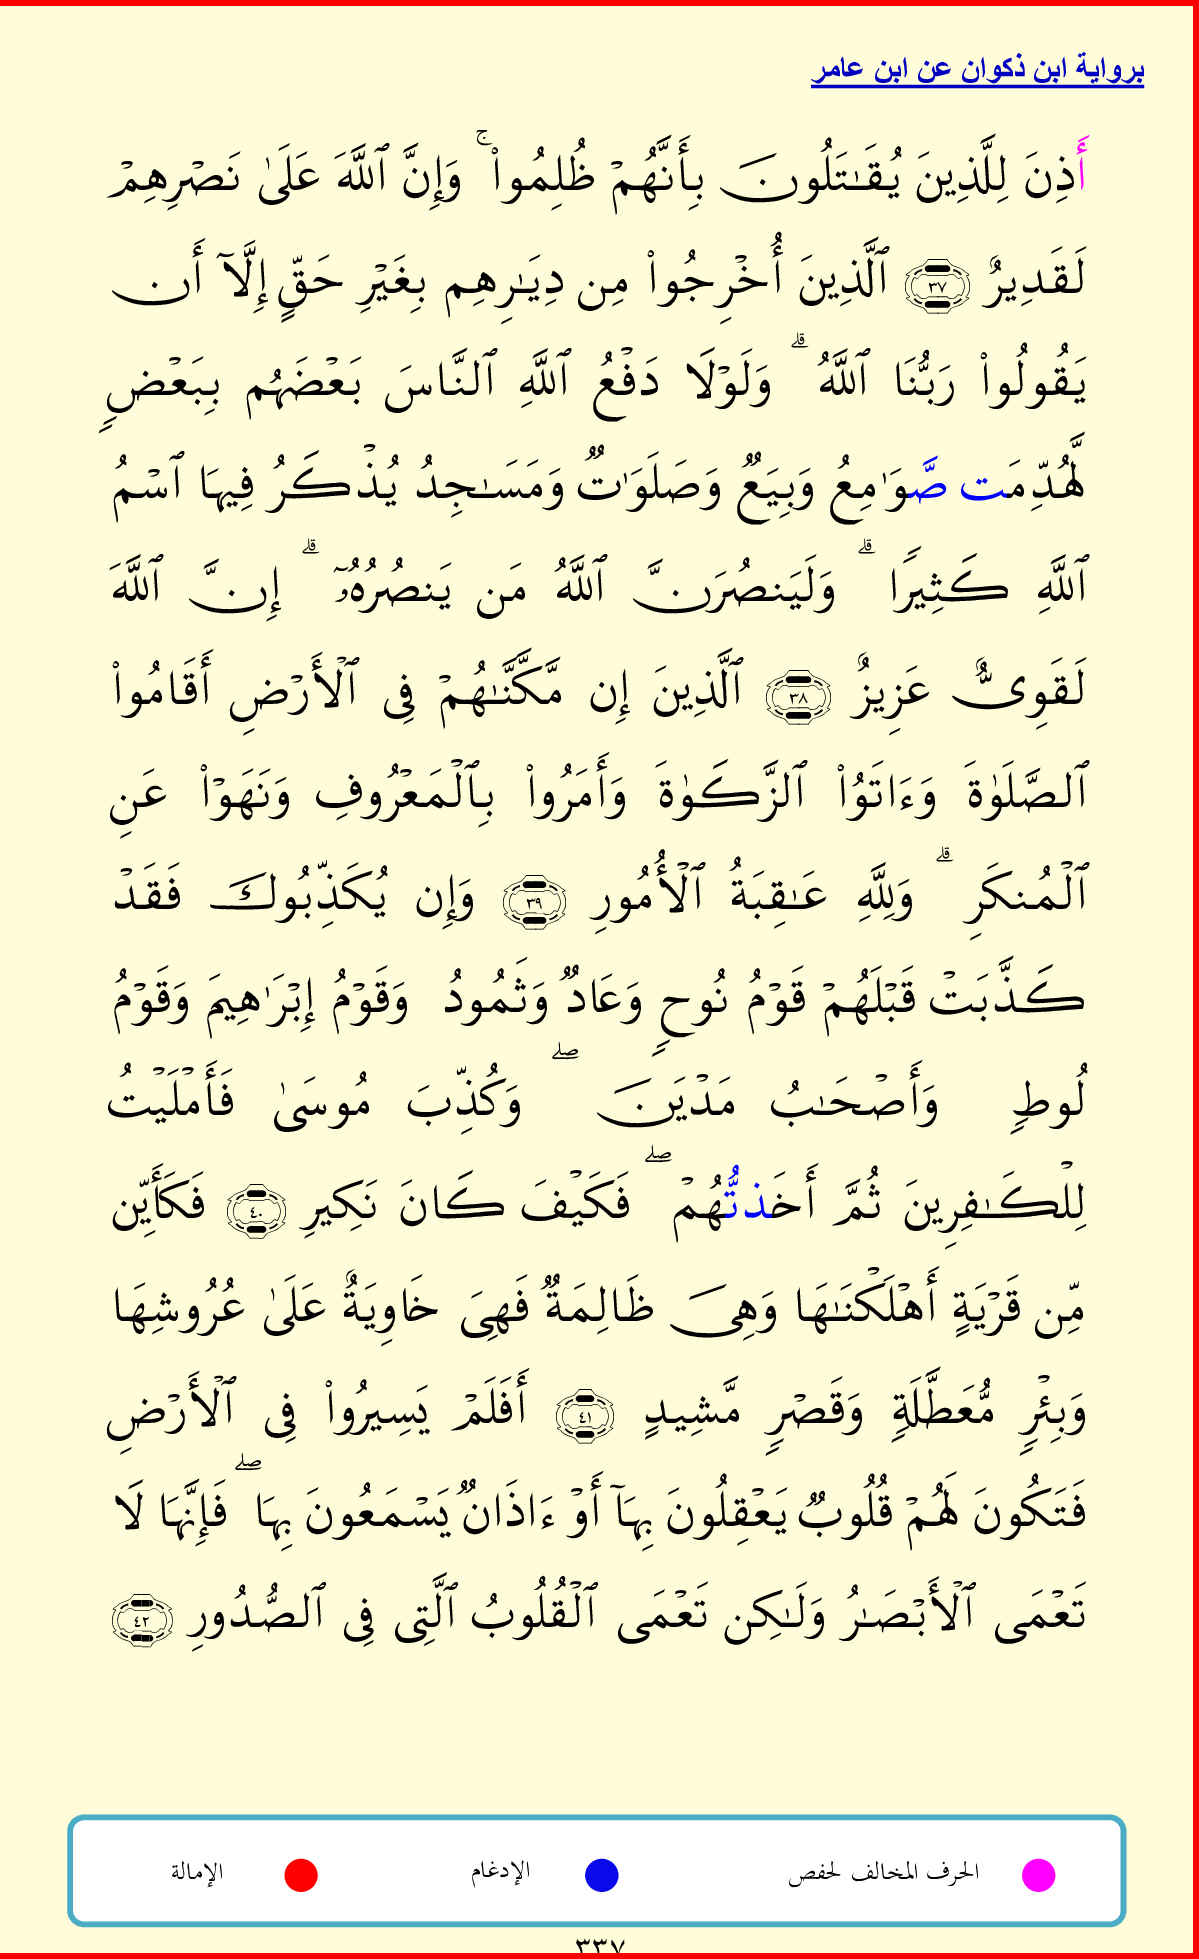 برواية ابن ذكوان عن ابن عامر
أَذِنَ لِلَّذِينَ يُقَـٰتَلُونَ بِأَنَّهُمۡ ظُلِمُواْۚ وَإِنَّ ٱللَّهَ عَلَىٰ نَصۡرِهِمۡ
لَقَدِيرٌ ٣٧ ٱلَّذِينَ أُخۡرِجُواْ مِن دِيَـٰرِهِم بِغَيۡرِ حَقٍّ إِلَّآ أَن
يَقُولُواْ رَبُّنَا ٱللَّهُۗ وَلَوۡلَا دَفۡعُ ٱللَّهِ ٱلنَّاسَ بَعۡضَهُم بِبَعۡضٖ
لَّهُدِّمَت صَّوَٰمِعُ وَبِيَعٞ وَصَلَوَٰتٞ وَمَسَـٰجِدُ يُذۡكَرُ فِيهَا ٱسۡمُ
ٱللَّهِ كَثِيرٗاۗ وَلَيَنصُرَنَّ ٱللَّهُ مَن يَنصُرُهُۥٓۗ إِنَّ ٱللَّهَ
لَقَوِىٌّ عَزِيزٌ ٣٨ ٱلَّذِينَ إِن مَّكَّنَّـٰهُمۡ فِى ٱلۡأَرۡضِ أَقَامُواْ
ٱلصَّلَوٰةَ وَءَاتَوُاْ ٱلزَّكَوٰةَ وَأَمَرُواْ بِٱلۡمَعۡرُوفِ وَنَهَوۡاْ عَنِ
ٱلۡمُنكَرِۗ وَلِلَّهِ عَـٰقِبَةُ ٱلۡأُمُورِ ٣٩ وَإِن يُكَذِّبُوكَ فَقَدۡ
كَذَّبَتۡ قَبۡلَهُمۡ قَوۡمُ نُوحٖ وَعَادٞ وَثَمُودُ وَقَوۡمُ إِبۡرَٰهِيمَ وَقَوۡمُ
لُوطٖ وَأَصۡحَـٰبُ مَدۡيَنَۖ وَكُذِّبَ مُوسَىٰ فَأَمۡلَيۡتُ
لِلۡكَـٰفِرِينَ ثُمَّ أَخَذتُّهُمۡۖ فَكَيۡفَ كَانَ نَكِيرِ ٤٠ فَكَأَيِّن
مِّن قَرۡيَةٍ أَهۡلَكۡنَـٰهَا وَهِىَ ظَالِمَةٞ فَهِىَ خَاوِيَةٌ عَلَىٰ عُرُوشِهَا
وَبِئۡرٖ مُّعَطَّلَةٖ وَقَصۡرٖ مَّشِيدٍ ٤١ أَفَلَمۡ يَسِيرُواْ فِى ٱلۡأَرۡضِ
فَتَكُونَ لَهُمۡ قُلُوبٞ يَعۡقِلُونَ بِهَآ أَوۡ ءَاذَانٞ يَسۡمَعُونَ بِهَاۖ فَإِنَّهَا لَا
تَعۡمَى ٱلۡأَبۡصَـٰرُ وَلَـٰكِن تَعۡمَى ٱلۡقُلُوبُ ٱلَّتِى فِى ٱلصُّدُورِ ٤٢
الحرف المخالف لحفص الإدغام الإمالة
٣٣٧